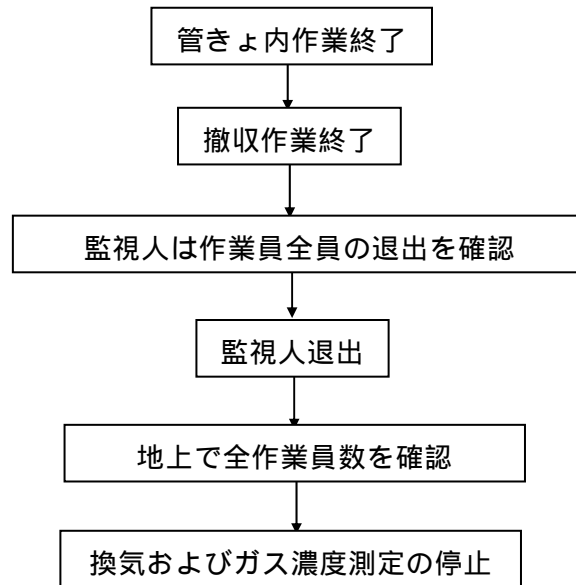 管きょ内作業終了
撤収作業終了
監視人は作業員全員の退出を確認
監視人退出
地上で全作業員数を確認
換気およびガス濃度測定の停止